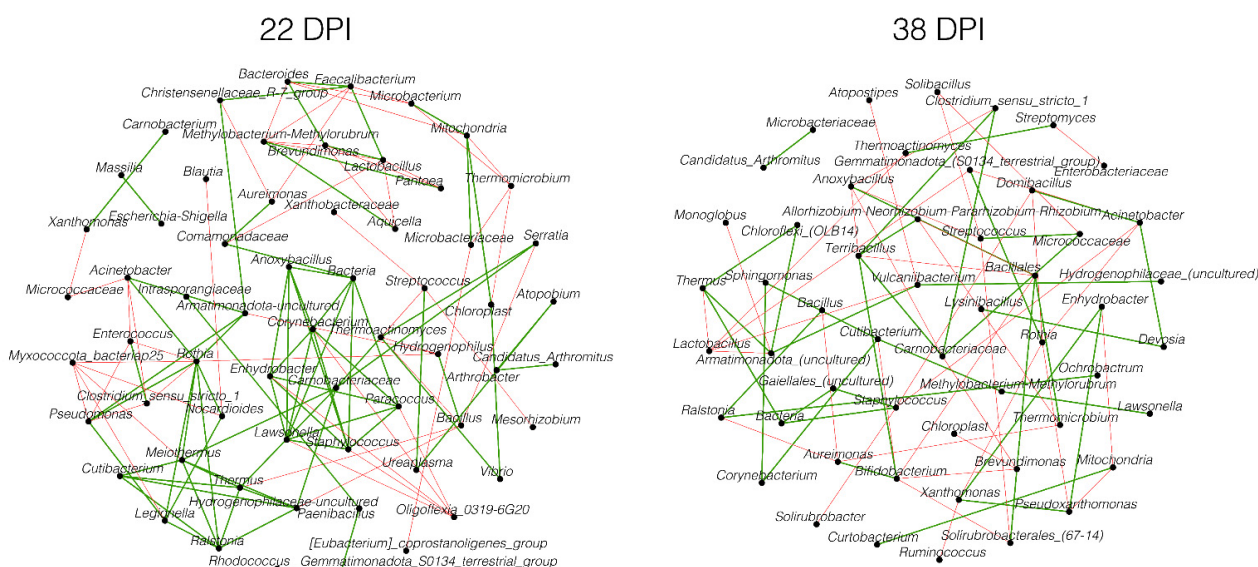 22 DPI
Bacteroides
Faecalibacterium
Christensenellaceae_R-7_group
Microbacterium
Carnobacterium
Methylobacterium-Methylorubrum
Mitochondria
Brevundimonas
Lactobacillus
Massilia
Blautia
Pantoea
Thermomicrobium
Aureimonas
Xanthobacteraceae
Xanthomonas
Escherichia-Shigella
Aquicella
Comamonadaceae
Microbacteriaceae
Serratia
Anoxybacillus
Bacteria
Acinetobacter
Streptococcus
Micrococcaceae
Intrasporangiaceae
Atopobium
Armatimonadota-uncultured
Chloroplast
Corynebacterium
Enterococcus
Thermoactinomyces
Hydrogenophilus
Myxococcota_bacteriap25
Rothia
Candidatus_Arthromitus
Enhydrobacter
Arthrobacter
Carnobacteriaceae
Clostridium_sensu_stricto_1
Paracoccus
Pseudomonas
Nocardioides
Bacillus
Mesorhizobium
Lawsonella
Staphylococcus
Meiothermus
Ureaplasma
Vibrio
Cutibacterium
Thermus
Hydrogenophilaceae-uncultured
Legionella
Paenibacillus
Oligoflexia_0319-6G20
Ralstonia
[Eubacterium]_coprostanoligenes_group
Rhodococcus
Gemmatimonadota_S0134_terrestrial_group
38 DPI
Solibacillus
Atopostipes
Clostridium_sensu_stricto_1
Microbacteriaceae
Streptomyces
Thermoactinomyces
Candidatus_Arthromitus
Gemmatimonadota_(S0134_terrestrial_group)
Enterobacteriaceae
Anoxybacillus
Domibacillus
Monoglobus
Allorhizobium-Neorhizobium-Pararhizobium-Rhizobium
Acinetobacter
Chloroflexi_(OLB14)
Streptococcus
Micrococcaceae
Terribacillus
Thermus
Sphingomonas
Vulcaniibacterium
Bacillales
Hydrogenophilaceae_(uncultured)
Bacillus
Lysinibacillus
Enhydrobacter
Lactobacillus
Cutibacterium
Rothia
Devosia
Armatimonadota_(uncultured)
Carnobacteriaceae
Ochrobactrum
Gaiellales_(uncultured)
Methylobacterium-Methylorubrum
Ralstonia
Bacteria
Staphylococcus
Lawsonella
Chloroplast
Thermomicrobium
Aureimonas
Corynebacterium
Bifidobacterium
Brevundimonas
Mitochondria
Xanthomonas
Pseudoxanthomonas
Solirubrobacter
Curtobacterium
Solirubrobacterales_(67-14)
Ruminococcus